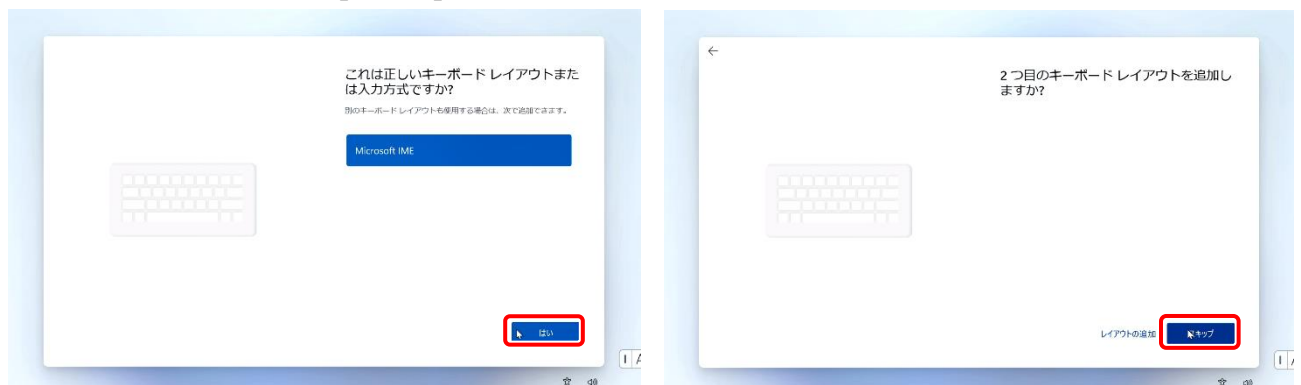 これは正しいキーボード レイアウトまた
は入力方式ですか?
別のキーボード レイアウトも使用する場合は、次で追加できます。
Microsoft IME
はい
2 つ目のキーボード レイアウトを追加し
ますか?
レイアウトの追加
スキップ